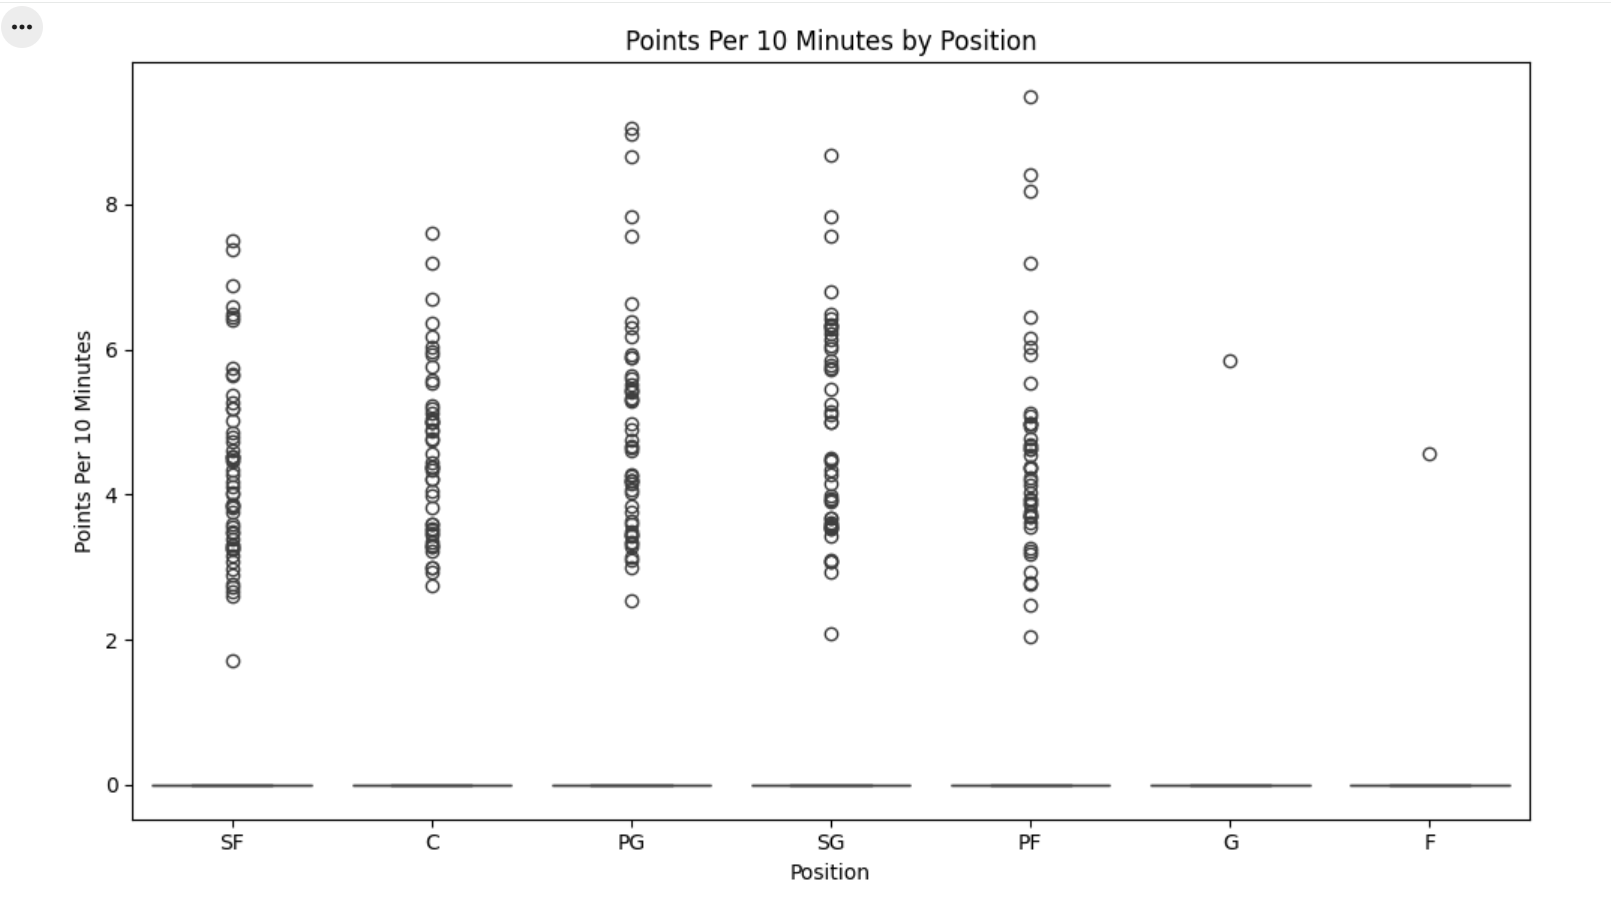 Points Per 10 Minutes by Position
Points Per 10 Minutes
8
6
4
2
0
SF C PG SG PF G F
Position